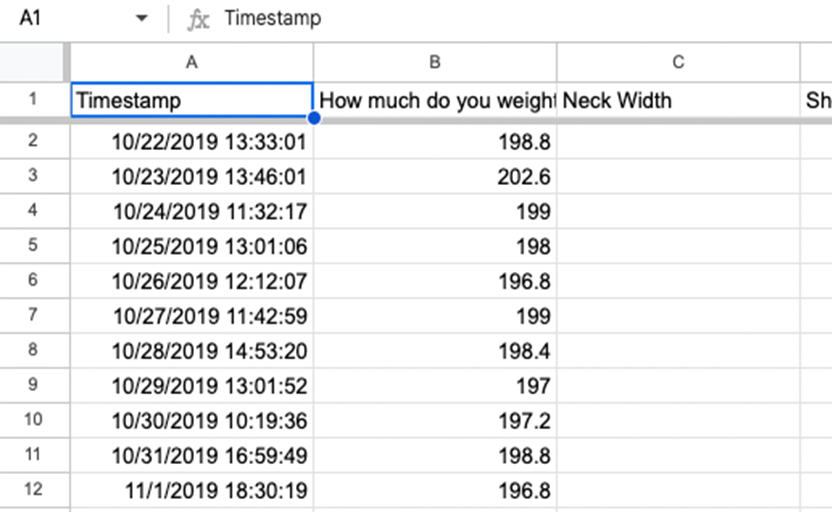 A1 fx Timestamp
A B C
1 Timestamp How much do you weight Neck Width Sh
2 10/22/2019 13:33:01 198.8
3 10/23/2019 13:46:01 202.6
4 10/24/2019 11:32:17 199
5 10/25/2019 13:01:06 198
6 10/26/2019 12:12:07 196.8
7 10/27/2019 11:42:59 199
8 10/28/2019 14:53:20 198.4
9 10/29/2019 13:01:52 197
10 10/30/2019 10:19:36 197.2
11 10/31/2019 16:59:49 198.8
12 11/1/2019 18:30:19 196.8